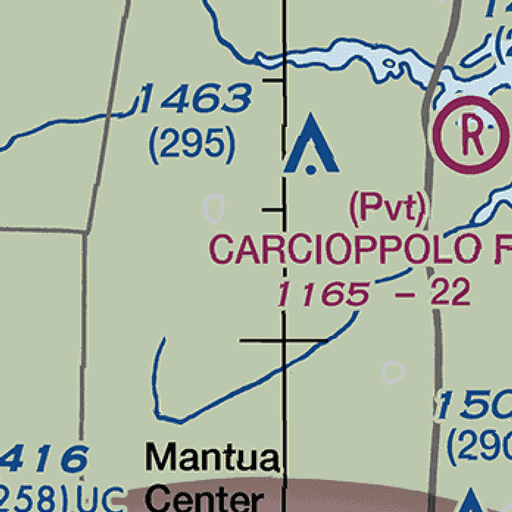 1463
(295)
R
(Pvt)
CARCIOPPOLO
1165 – 22
150
(290
416
258) UC
Mantua
Center